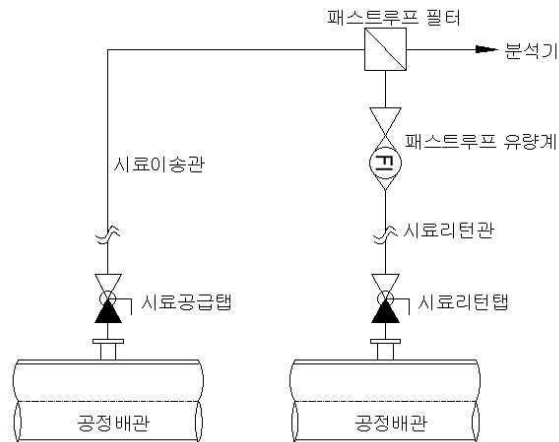 패스트루프 필터
분석기
패스트루프 유량계
FI
시료이송관
시료리턴관
시료공급탭
시료리턴탭
공정배관
공정배관